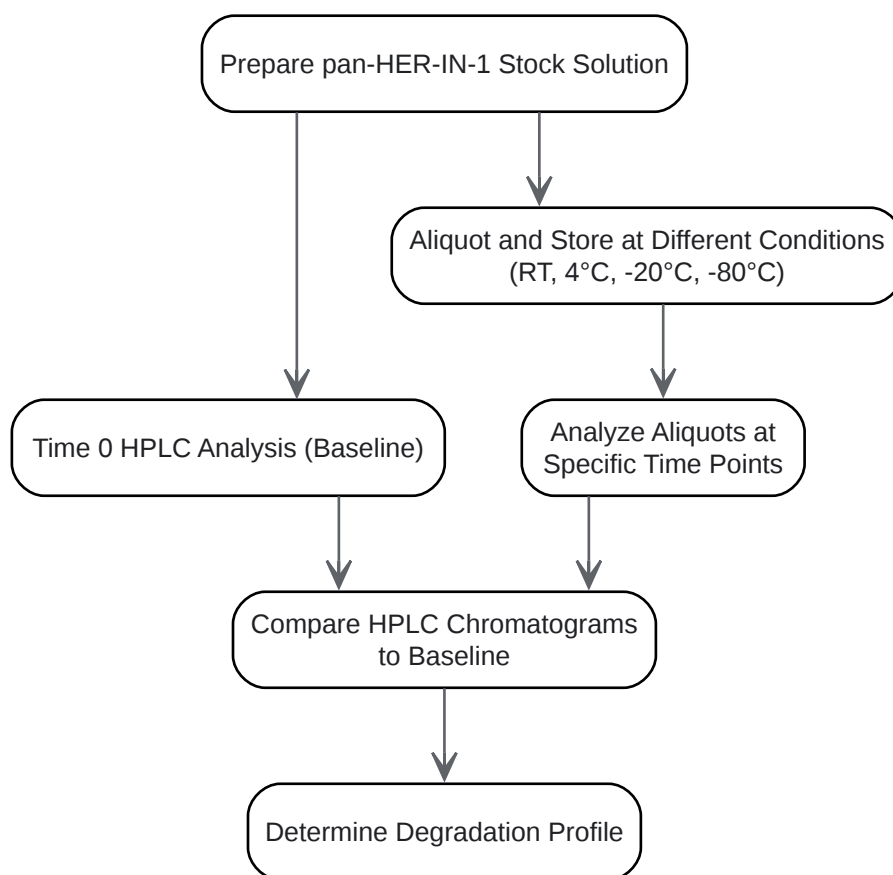 Prepare pan-HER-IN-1 Stock Solution
Aliquot and Store at Different Conditions
(RT, 4°C, -20°C, -80°C)
Time 0 HPLC Analysis (Baseline)
Analyze Aliquots at
Specific Time Points
Compare HPLC Chromatograms
to Baseline
Determine Degradation Profile